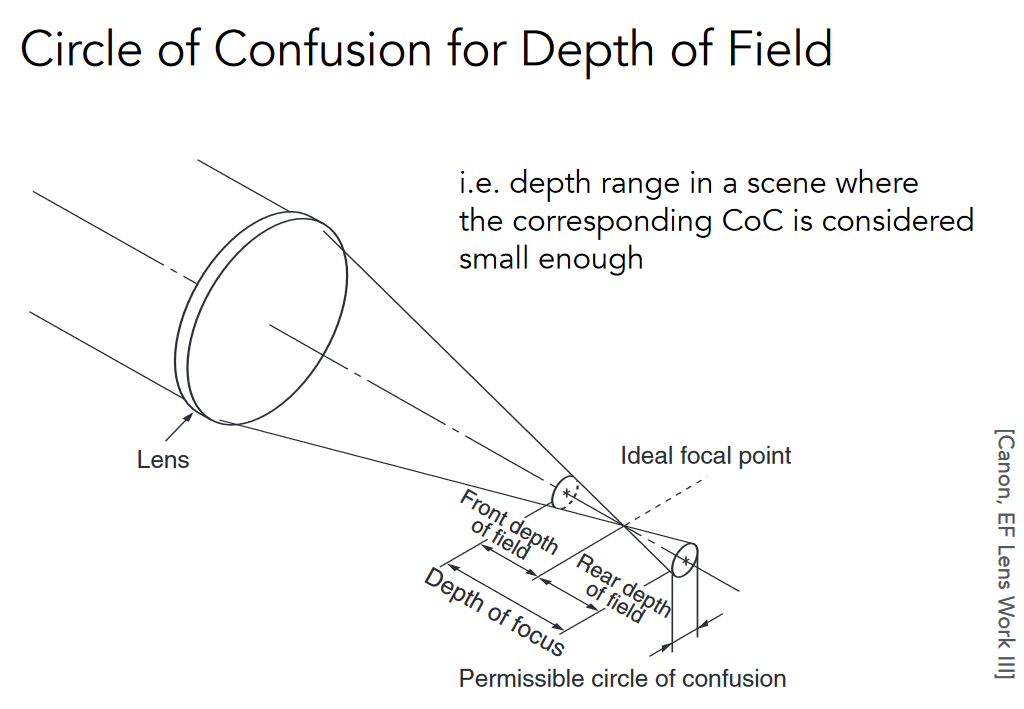 Circle of Confusion for Depth of Field
i.e. depth range in a scene where
the corresponding CoC is considered
small enough
Lens
Ideal focal point
Front depth
of field
Rear depth
of field
Depth of focus
Permissible circle of confusion
[Canon, EF Lens Work III]